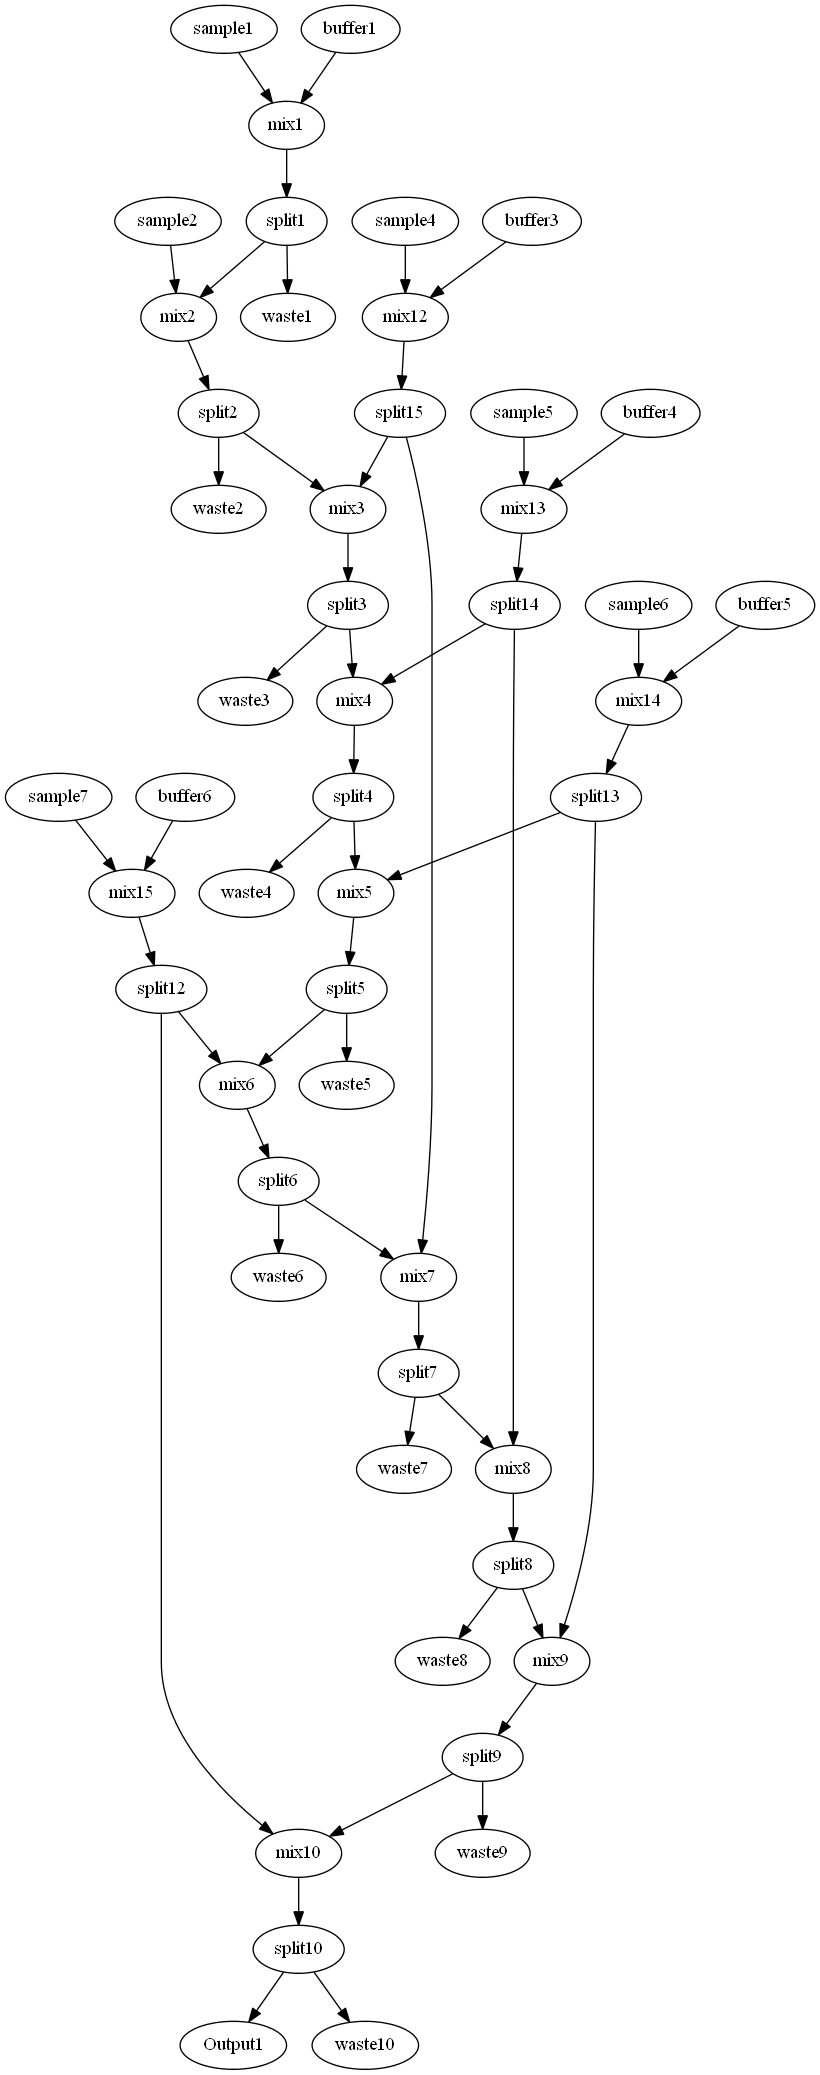 sample1 buffer1
mix1
sample2 split1 sample4 buffer3
mix2 waste1 mix12
split2 split15 sample5 buffer4
waste2 mix3 mix13
split3 split14 sample6 buffer5
waste3 mix4 mix14
sample7 buffer6 split4 split13
mix15 waste4 mix5
split12 split5
mix6 waste5
split6
waste6 mix7
split7
waste7 mix8
split8
waste8 mix9
split9
mix10 waste9
split10
Output1 waste10